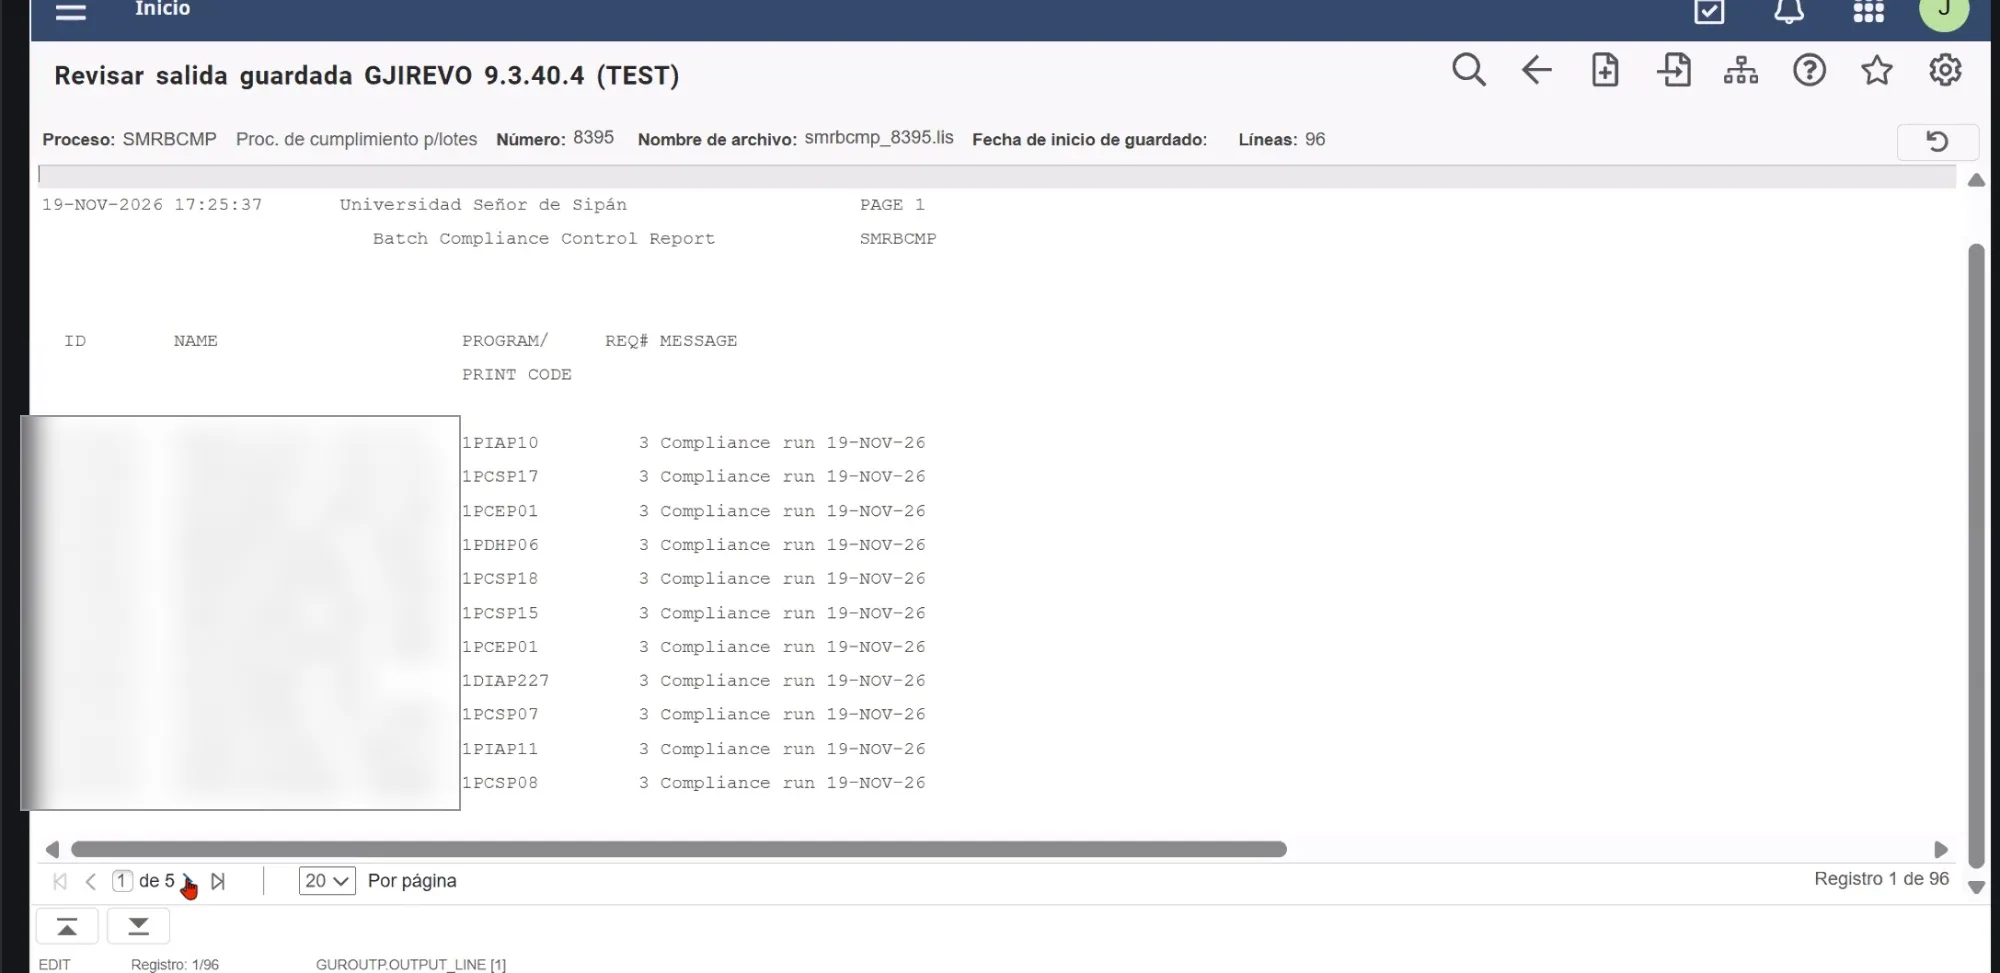 Inicio
J
Revisar salida guardada GJIREVO 9.3.40.4 (TEST)
Proceso: SMRBCMP Proc. de cumplimiento p/lotes Número: 8395 Nombre de archivo: smrbcmp_8395.lis Fecha de inicio de guardado: Líneas: 96
19-NOV-2026 17:25:37 Universidad Señor de Sipán PAGE 1
Batch Compliance Control Report SMRBCMP
ID NAME PROGRAM/ REQ# MESSAGE
PRINT CODE
1PIAP10 3 Compliance run 19-NOV-26
1PCSP17 3 Compliance run 19-NOV-26
1PCEP01 3 Compliance run 19-NOV-26
1PDHP06 3 Compliance run 19-NOV-26
1PCSP18 3 Compliance run 19-NOV-26
1PCSP15 3 Compliance run 19-NOV-26
1PCEP01 3 Compliance run 19-NOV-26
1DIAP227 3 Compliance run 19-NOV-26
1PCSP07 3 Compliance run 19-NOV-26
1PIAP11 3 Compliance run 19-NOV-26
1PCSP08 3 Compliance run 19-NOV-26
1 de 5 20 Por página Registro 1 de 96
EDIT Registro: 1/96 GUROUTP.OUTPUT_LINE [1]